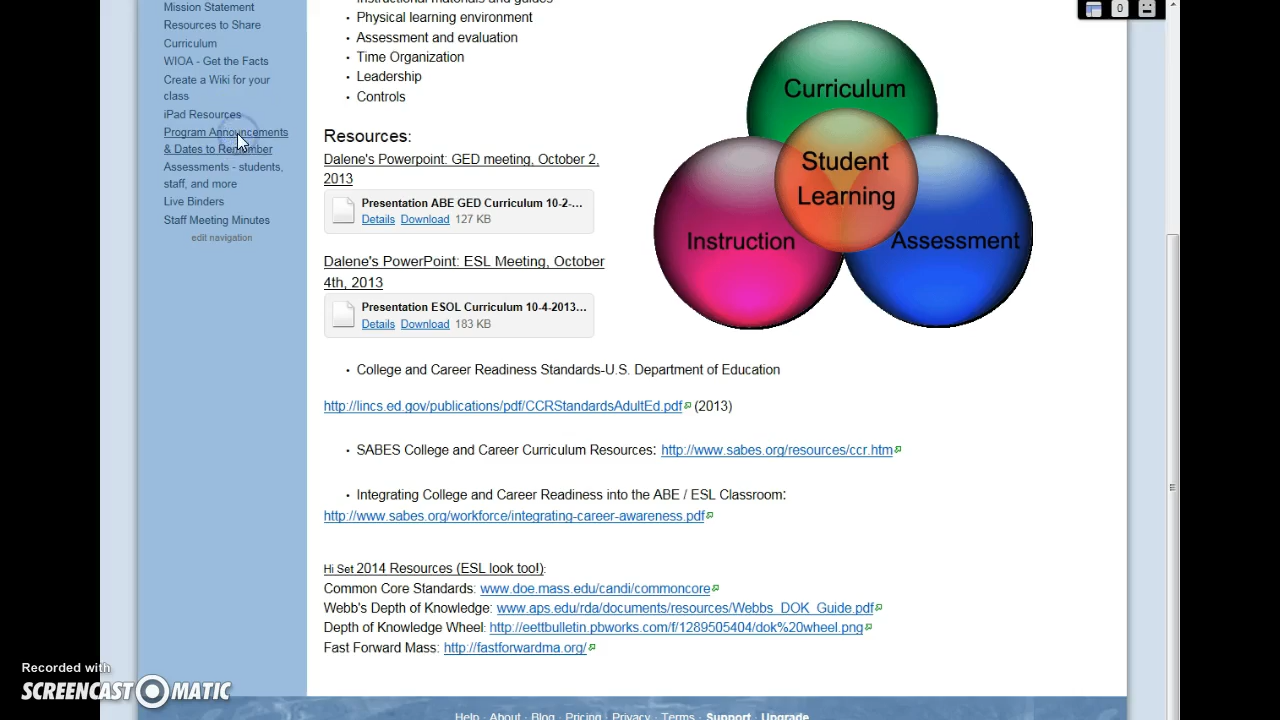 Mission Statement
Resources to Share
Curriculum
WIOA - Get the Facts
Create a Wiki for your
class
iPad Resources
Program Announcements
& Dates to Remember
Assessments - students,
staff, and more
Live Binders
Staff Meeting Minutes
edit navigation
• Physical learning environment
• Assessment and evaluation
• Time Organization
• Leadership
• Controls
Resources:
Dalene's Powerpoint: GED meeting, October 2,
2013
Presentation ABE GED Curriculum 10-2-...
Details Download 127 KB
Dalene's PowerPoint: ESL Meeting, October
4th, 2013
Presentation ESOL Curriculum 10-4-2013...
Details Download 183 KB
Curriculum
Student
Learning
Instruction
Assessment
• College and Career Readiness Standards-U.S. Department of Education
http://lincs.ed.gov/publications/pdf/CCRStandardsAdultEd.pdf (2013)
• SABES College and Career Curriculum Resources: http://www.sabes.org/resources/ccr.htm
• Integrating College and Career Readiness into the ABE / ESL Classroom:
http://www.sabes.org/workforce/integrating-career-awareness.pdf
Hi Set 2014 Resources (ESL look too!):
Common Core Standards: www.doe.mass.edu/candi/commoncore
Webb's Depth of Knowledge: www.aps.edu/rda/documents/resources/Webbs_DOK_Guide.pdf
Depth of Knowledge Wheel: http://eettbulletin.pbworks.com/f/1289505404/dok%20wheel.png
Fast Forward Mass: http://fastforwardma.org/
Help · About · Blog · Pricing · Privacy · Terms · Support · Upgrade
0
Recorded with
SCREENCAST-O-MATIC